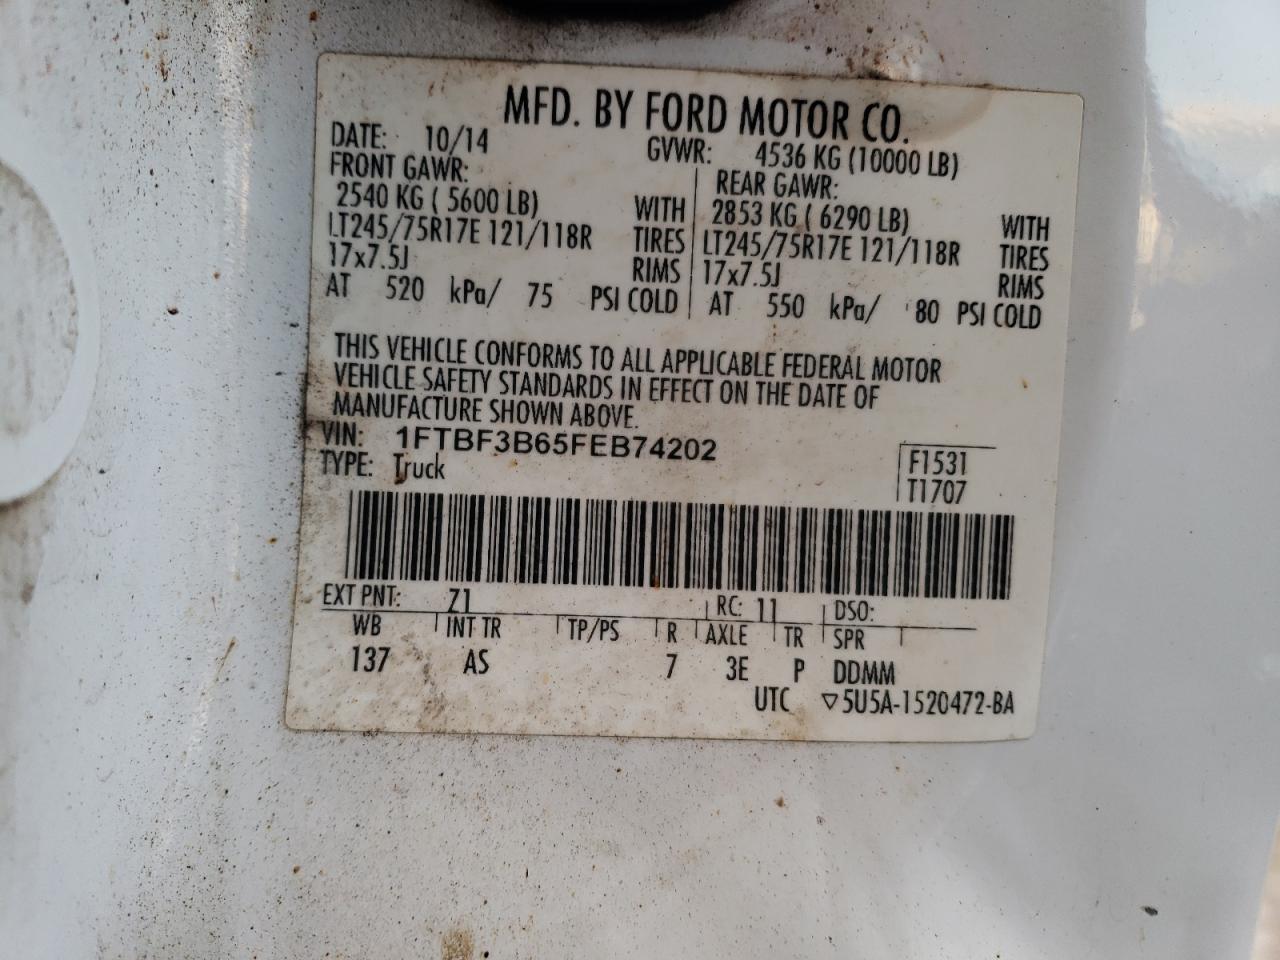 MFD. BY FORD MOTOR CO.
DATE: 10/14 GVWR: 4536 KG (10000 LB)
FRONT GAWR: REAR GAWR:
2540 KG ( 5600 LB) WITH 2853 KG ( 6290 LB) WITH
LT245/75R17E 121/118R TIRES LT245/75R17E 121/118R TIRES
17x7.5J RIMS 17x7.5J RIMS
AT 520 kPa/ 75 PSI COLD AT 550 kPa/ 80 PSI COLD
THIS VEHICLE CONFORMS TO ALL APPLICABLE FEDERAL MOTOR
VEHICLE SAFETY STANDARDS IN EFFECT ON THE DATE OF
MANUFACTURE SHOWN ABOVE.
VIN: 1FTBF3B65FEB74202
TYPE: Truck
F1531
T1707
EXT PNT: Z1 RC: 11 DSO:
WB INT TR TP/PS R AXLE TR SPR
137 AS 7 3E P DDMM
UTC ▽5U5A-1520472-BA